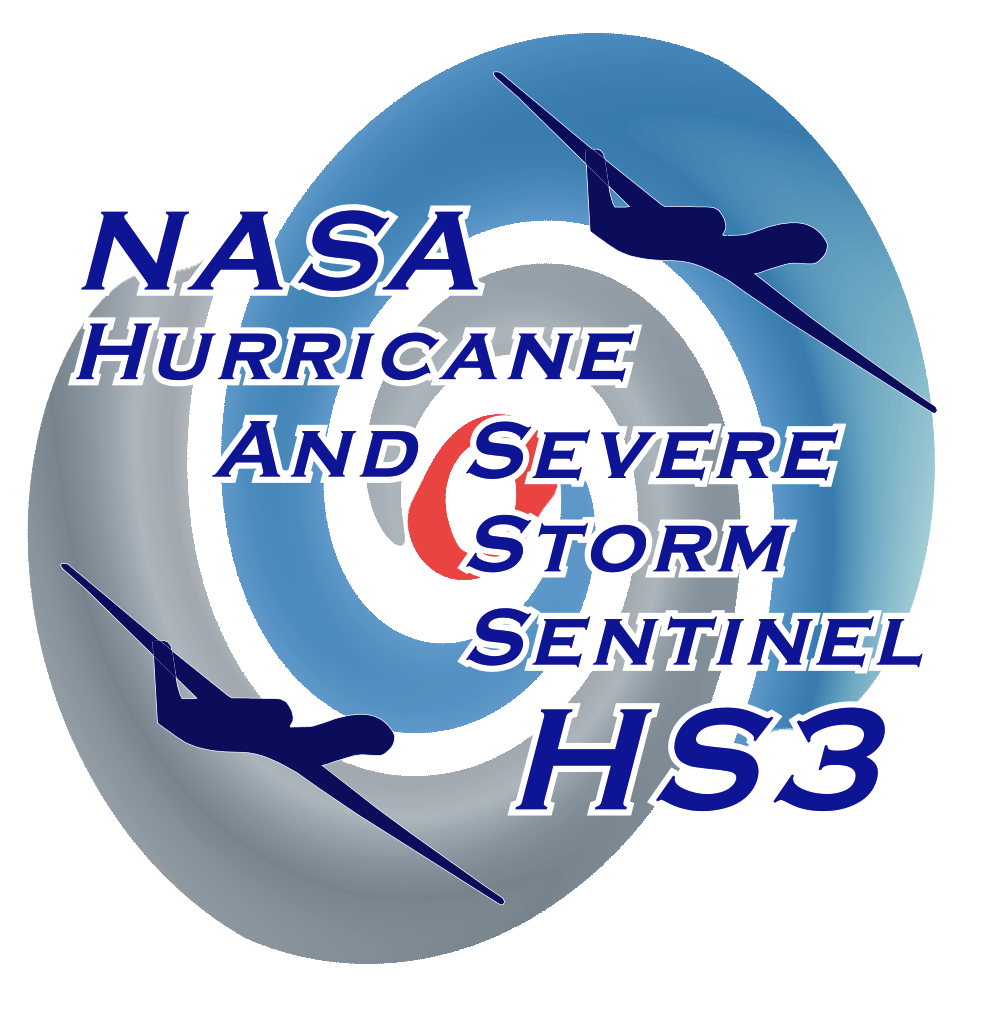 NASA
HURRICANE
AND SEVERE
STORM
SENTINEL
HS3